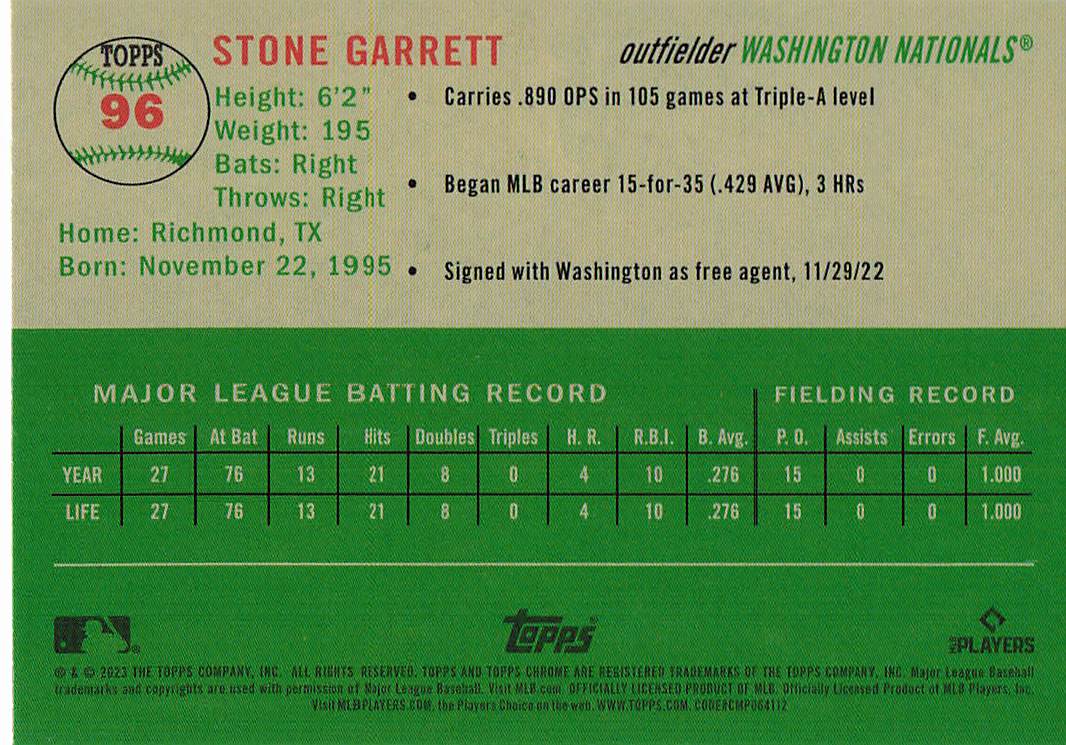 TOPPS
96
STONE GARRETT
outfielder WASHINGTON NATIONALS®
Height: 6'2"
Weight: 195
Bats: Right
Throws: Right
Home: Richmond, TX
Born: November 22, 1995
• Carries .890 OPS in 105 games at Triple-A level
• Began MLB career 15-for-35 (.429 AVG), 3 HRs
• Signed with Washington as free agent, 11/29/22
MAJOR LEAGUE BATTING RECORD FIELDING RECORD
Games At Bat Runs Hits Doubles Triples H. R. R.B.I. B. Avg. P. O. Assists Errors F. Avg.
YEAR 27 76 13 21 8 0 4 10 .276 15 0 0 1.000
LIFE 27 76 13 21 8 0 4 10 .276 15 0 0 1.000
Topps®
PLAYERS
® & © 2023 THE TOPPS COMPANY, INC. ALL RIGHTS RESERVED. TOPPS AND TOPPS CHROME ARE REGISTERED TRADEMARKS OF THE TOPPS COMPANY, INC. Major League Baseball
trademarks and copyrights are used with permission of Major League Baseball. Visit MLB.com. OFFICIALLY LICENSED PRODUCT OF MLB. Officially Licensed Product of MLB Players, Inc.
Visit MLBPLAYERS.COM, the Players Choice on the web. WWW.TOPPS.COM. CODE#CMP064112